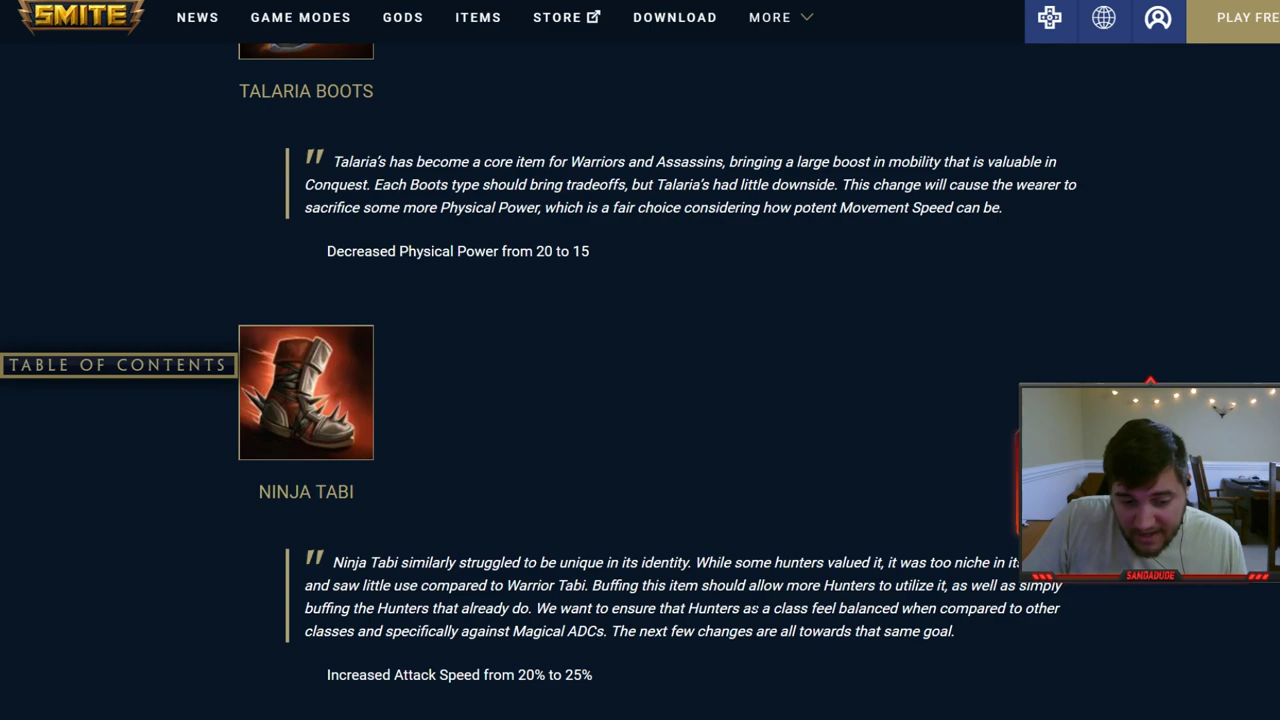 SMITE
NEWS
GAME MODES
GODS
ITEMS
STORE
DOWNLOAD
MORE
PLAY FRE
TALARIA BOOTS
" Talaria's has become a core item for Warriors and Assassins, bringing a large boost in mobility that is valuable in
Conquest. Each Boots type should bring tradeoffs, but Talaria's had little downside. This change will cause the wearer to
sacrifice some more Physical Power, which is a fair choice considering how potent Movement Speed can be.
Decreased Physical Power from 20 to 15
TABLE OF CONTENTS
NINJA TABI
" Ninja Tabi similarly struggled to be unique in its identity. While some hunters valued it, it was too niche in its
and saw little use compared to Warrior Tabi. Buffing this item should allow more Hunters to utilize it, as well as simply
buffing the Hunters that already do. We want to ensure that Hunters as a class feel balanced when compared to other
classes and specifically against Magical ADCs. The next few changes are all towards that same goal.
Increased Attack Speed from 20% to 25%
SANDADUDE